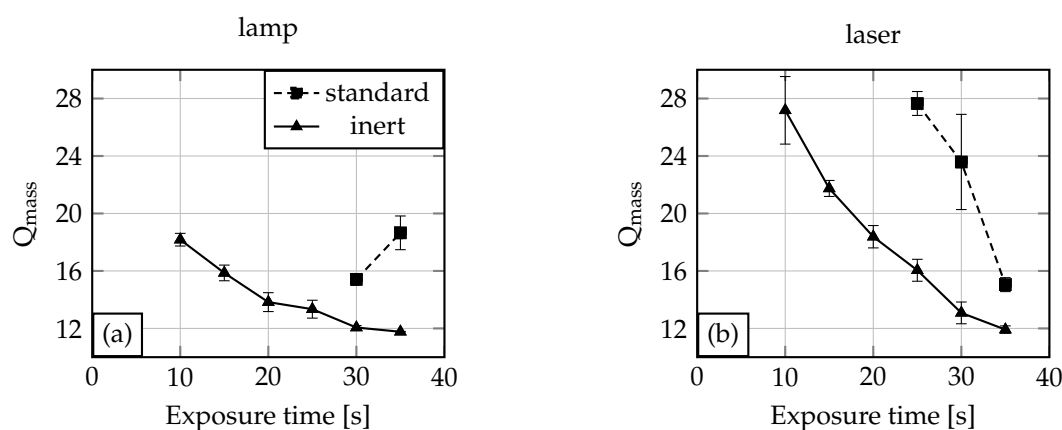 lamp
28
24
20
16
12
Q_mass
standard
inert
(a)
0 10 20 30 40
Exposure time [s]
laser
28
24
20
16
12
Q_mass
(b)
0 10 20 30 40
Exposure time [s]